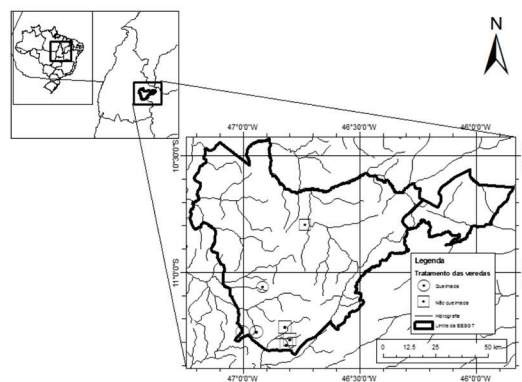 N
47°0'0"W
46°30'0"W
46°0'0"W
10°30'0"S
11°0'0"S
Legenda
Tratamento das veredas
Queimada
Não queimada
Hidrografia
Limite da EESGT
0 12.5 25 50 km
47°0'0"W
46°30'0"W
46°0'0"W